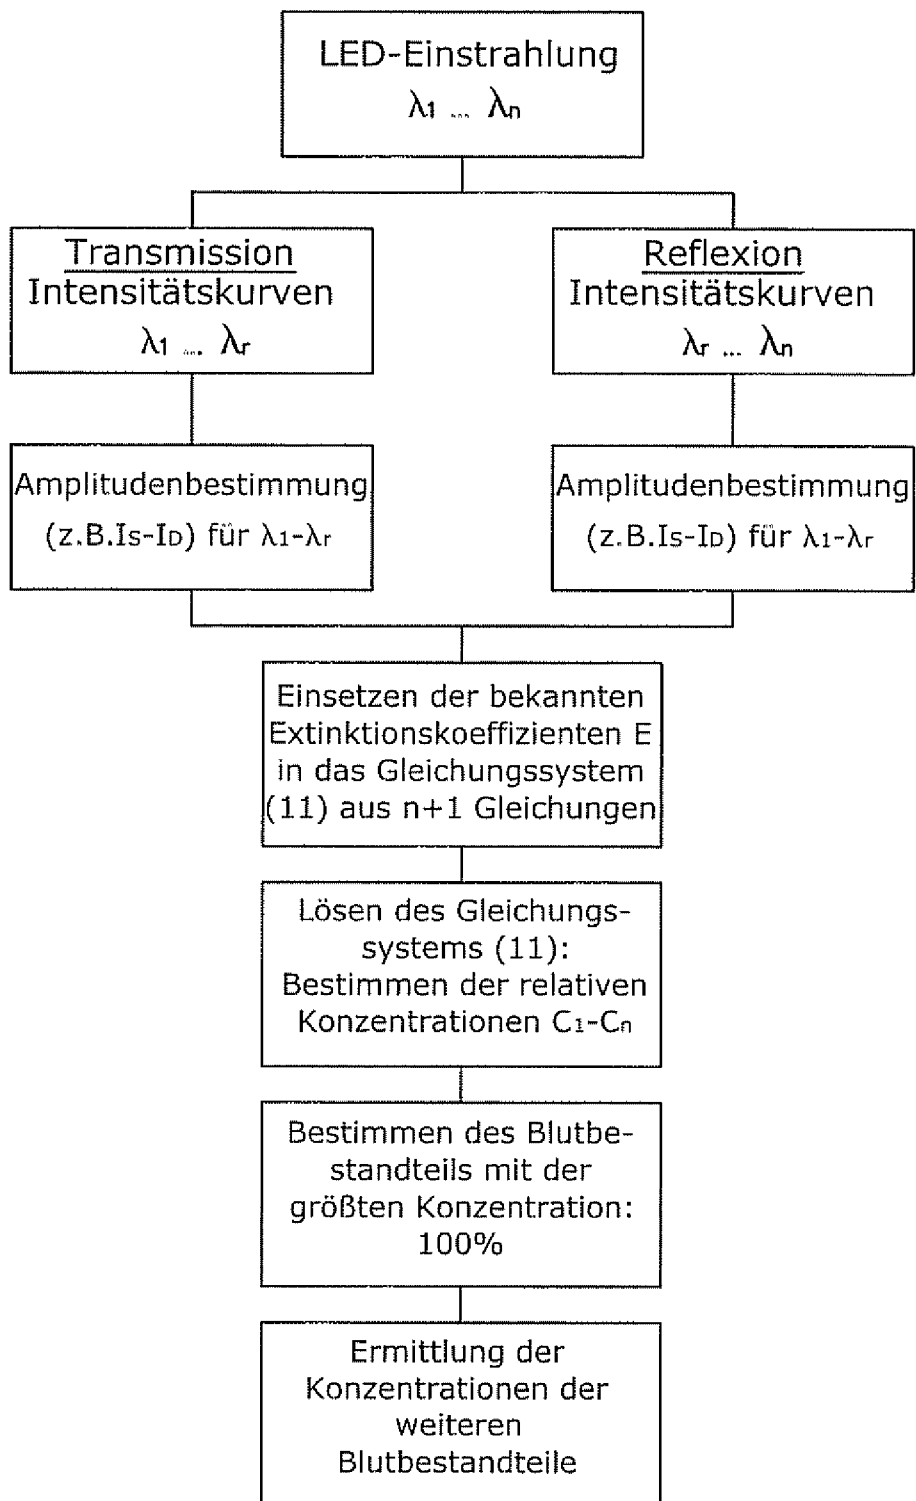 LED-Einstrahlung
λ1 ... λn
Transmission
Intensitätskurven
λ1 ... λr
Reflexion
Intensitätskurven
λr ... λn
Amplitudenbestimmung
(z.B.IS-ID) für λ1-λr
Amplitudenbestimmung
(z.B.IS-ID) für λ1-λr
Einsetzen der bekannten
Extinktionskoeffizienten E
in das Gleichungssystem
(11) aus n+1 Gleichungen
Lösen des Gleichungs-
systems (11):
Bestimmen der relativen
Konzentrationen C1-Cn
Bestimmen des Blutbe-
standteils mit der
größten Konzentration:
100%
Ermittlung der
Konzentrationen der
weiteren
Blutbestandteile